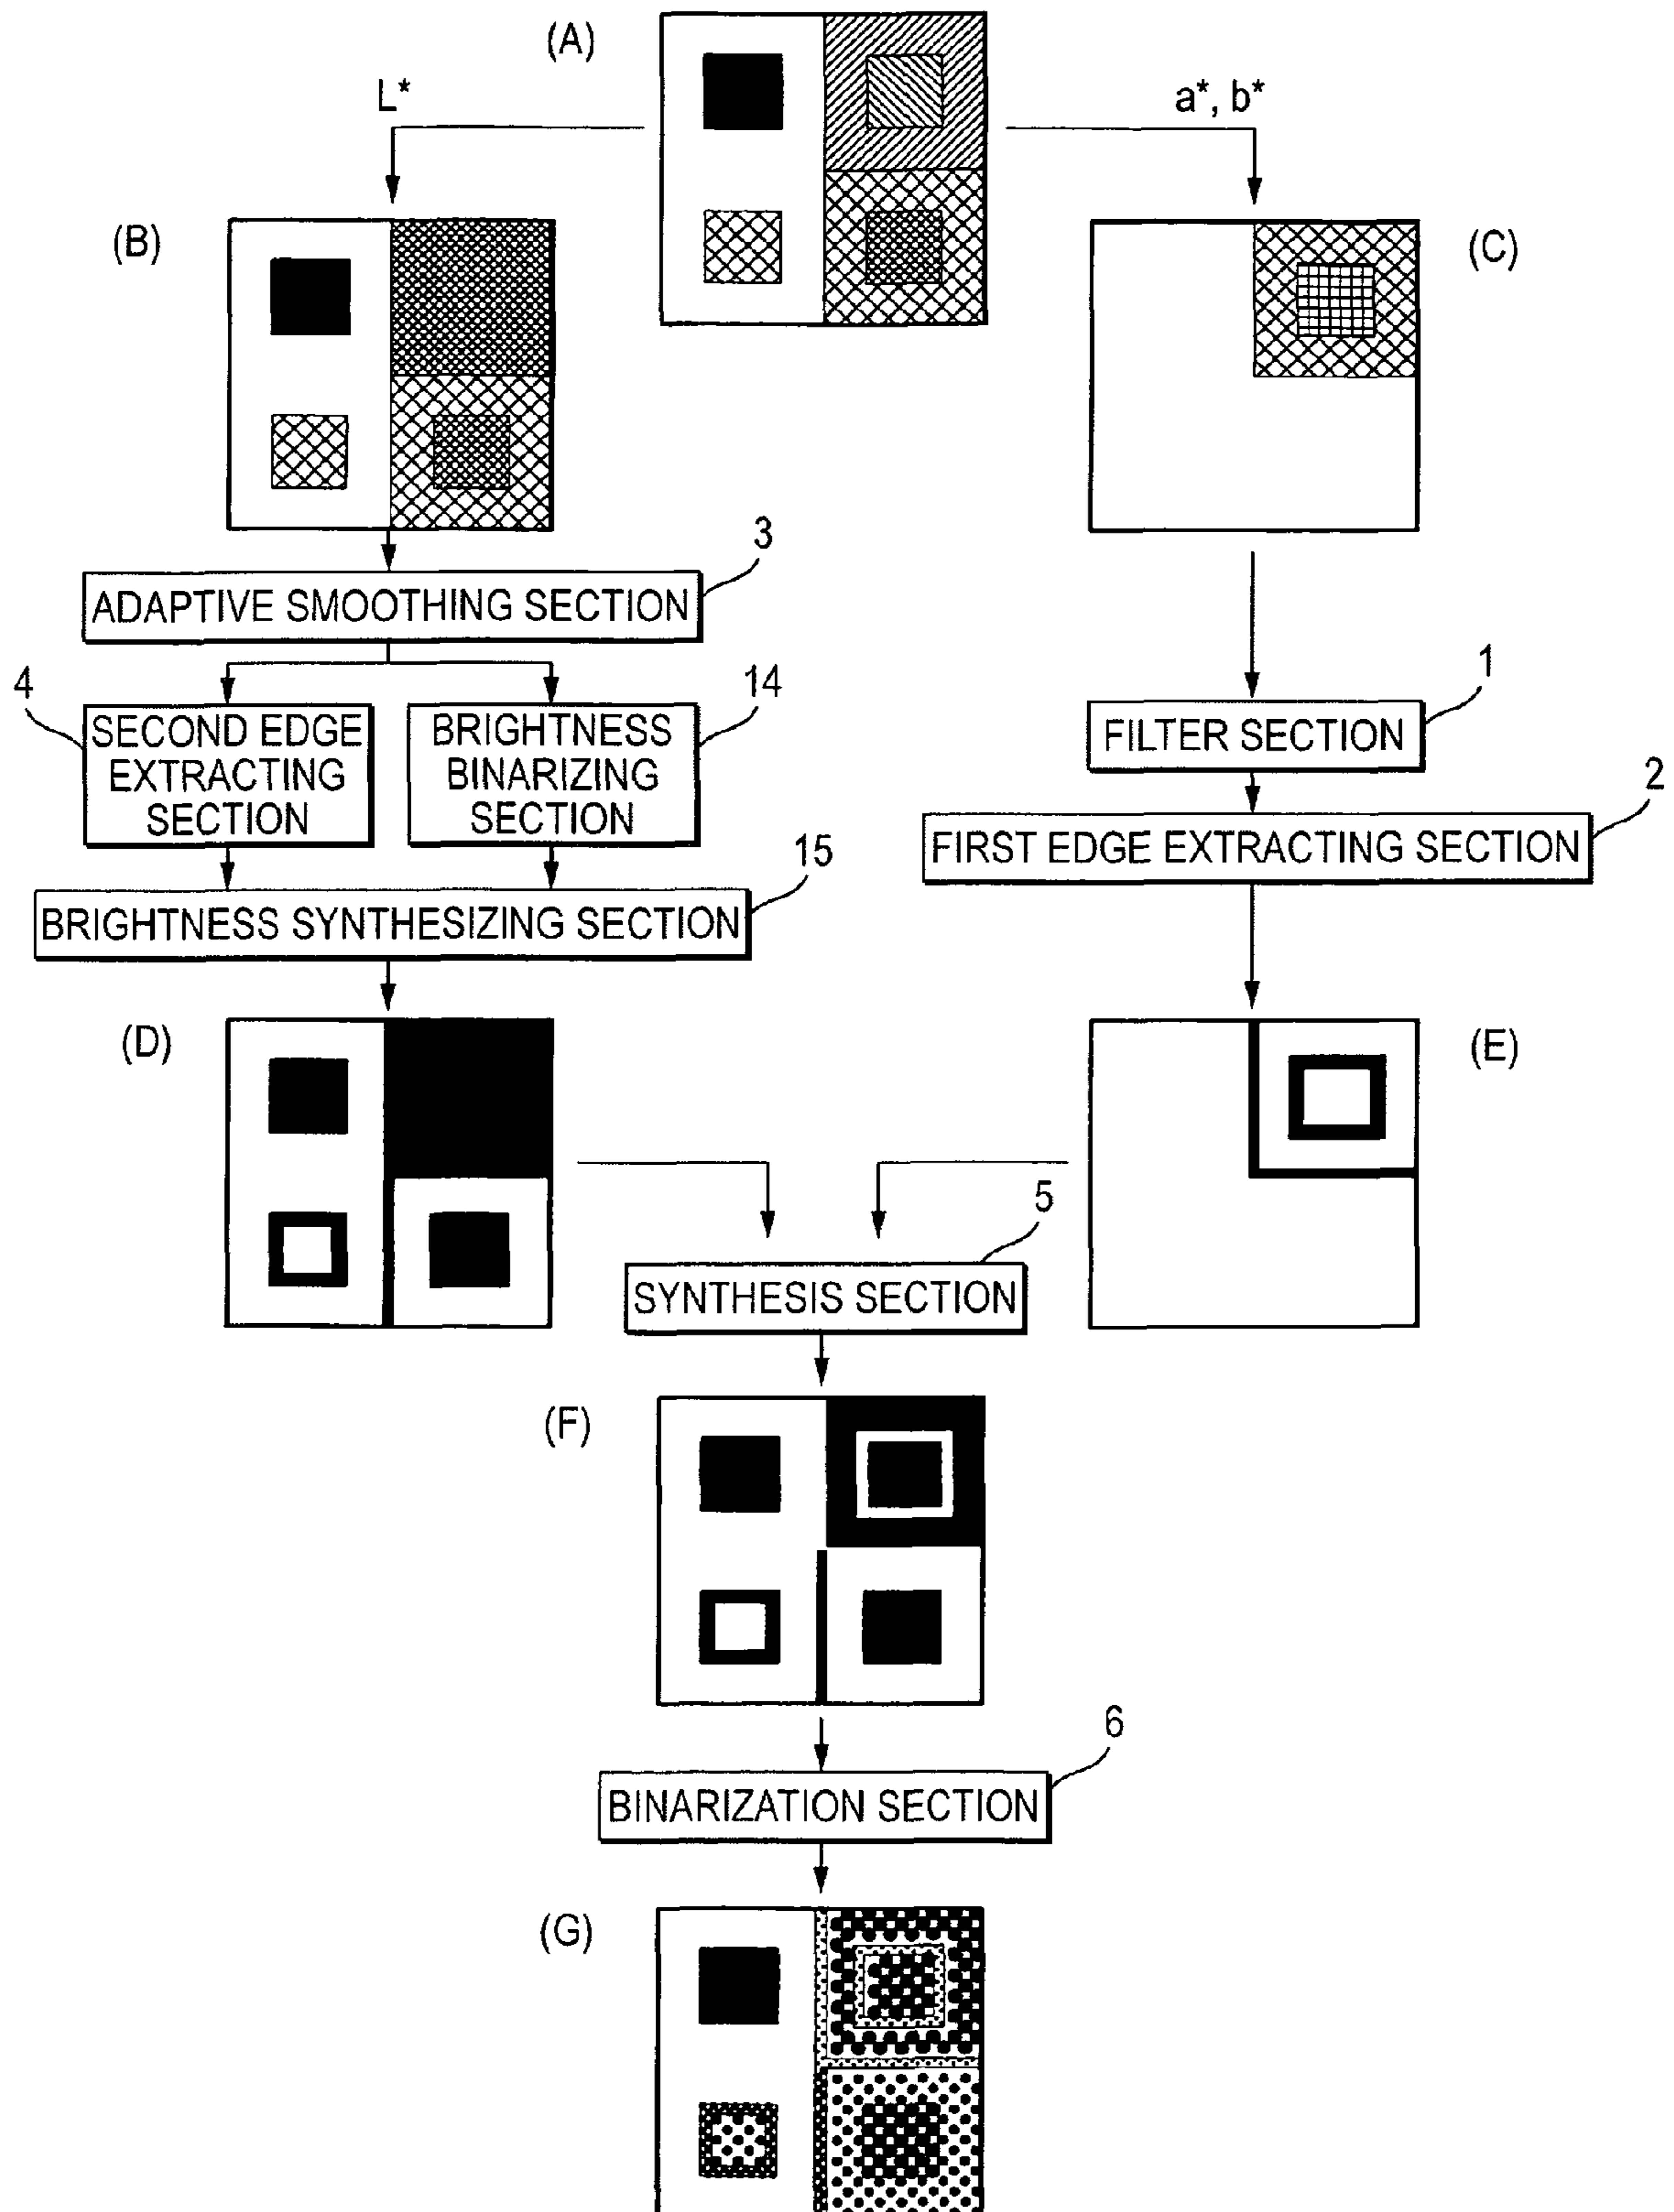 (A)
L*
a*, b*
(B)
(C)
3
ADAPTIVE SMOOTHING SECTION
4
14
1
SECOND EDGE
EXTRACTING
SECTION
BRIGHTNESS
BINARIZING
SECTION
FILTER SECTION
2
FIRST EDGE EXTRACTING SECTION
15
BRIGHTNESS SYNTHESIZING SECTION
(D)
(E)
5
SYNTHESIS SECTION
(F)
6
BINARIZATION SECTION
(G)